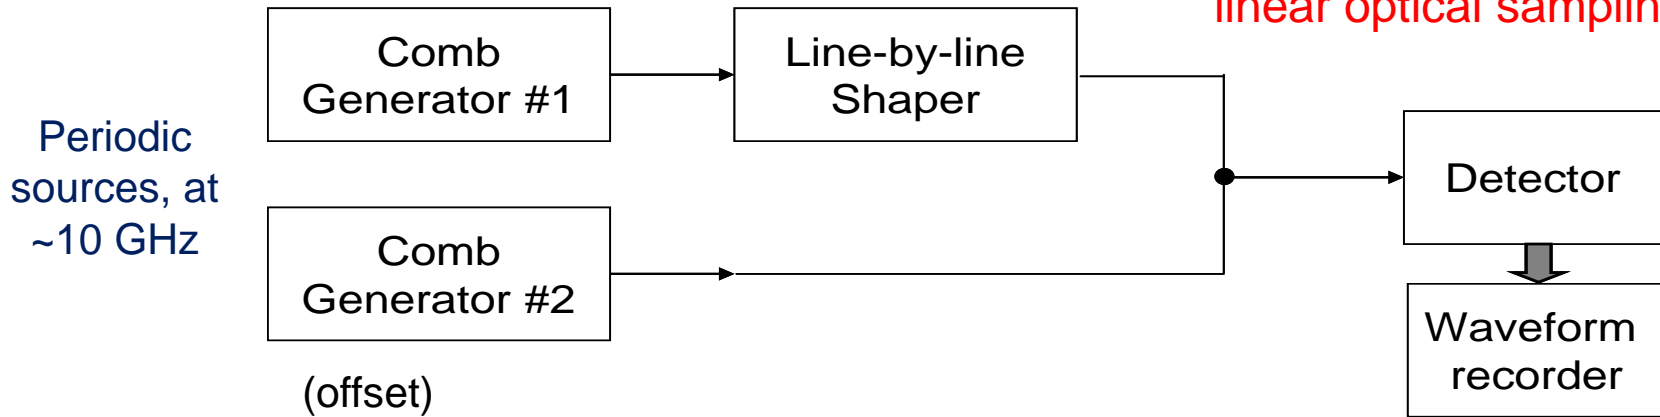 linear optical samplin
Comb
Generator #1
Line-by-line
Shaper
Periodic
sources, at
~10 GHz
Detector
Comb
Generator #2
Waveform
recorder
(offset)